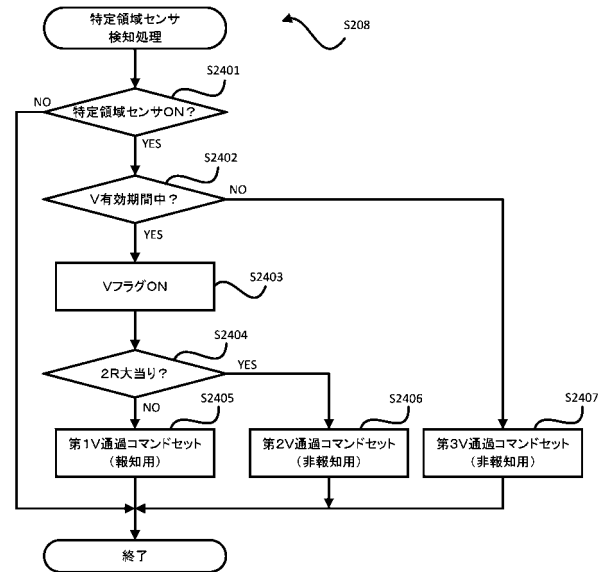 特定領域センサ
検知処理
S208
S2401
特定領域センサON?
NO
YES
S2402
V有効期間中?
NO
YES
VフラグON
S2403
S2404
2R大当り?
YES
NO
S2405
S2406
S2407
第1V通過コマンドセット
(報知用)
第2V通過コマンドセット
(非報知用)
第3V通過コマンドセット
(非報知用)
終了